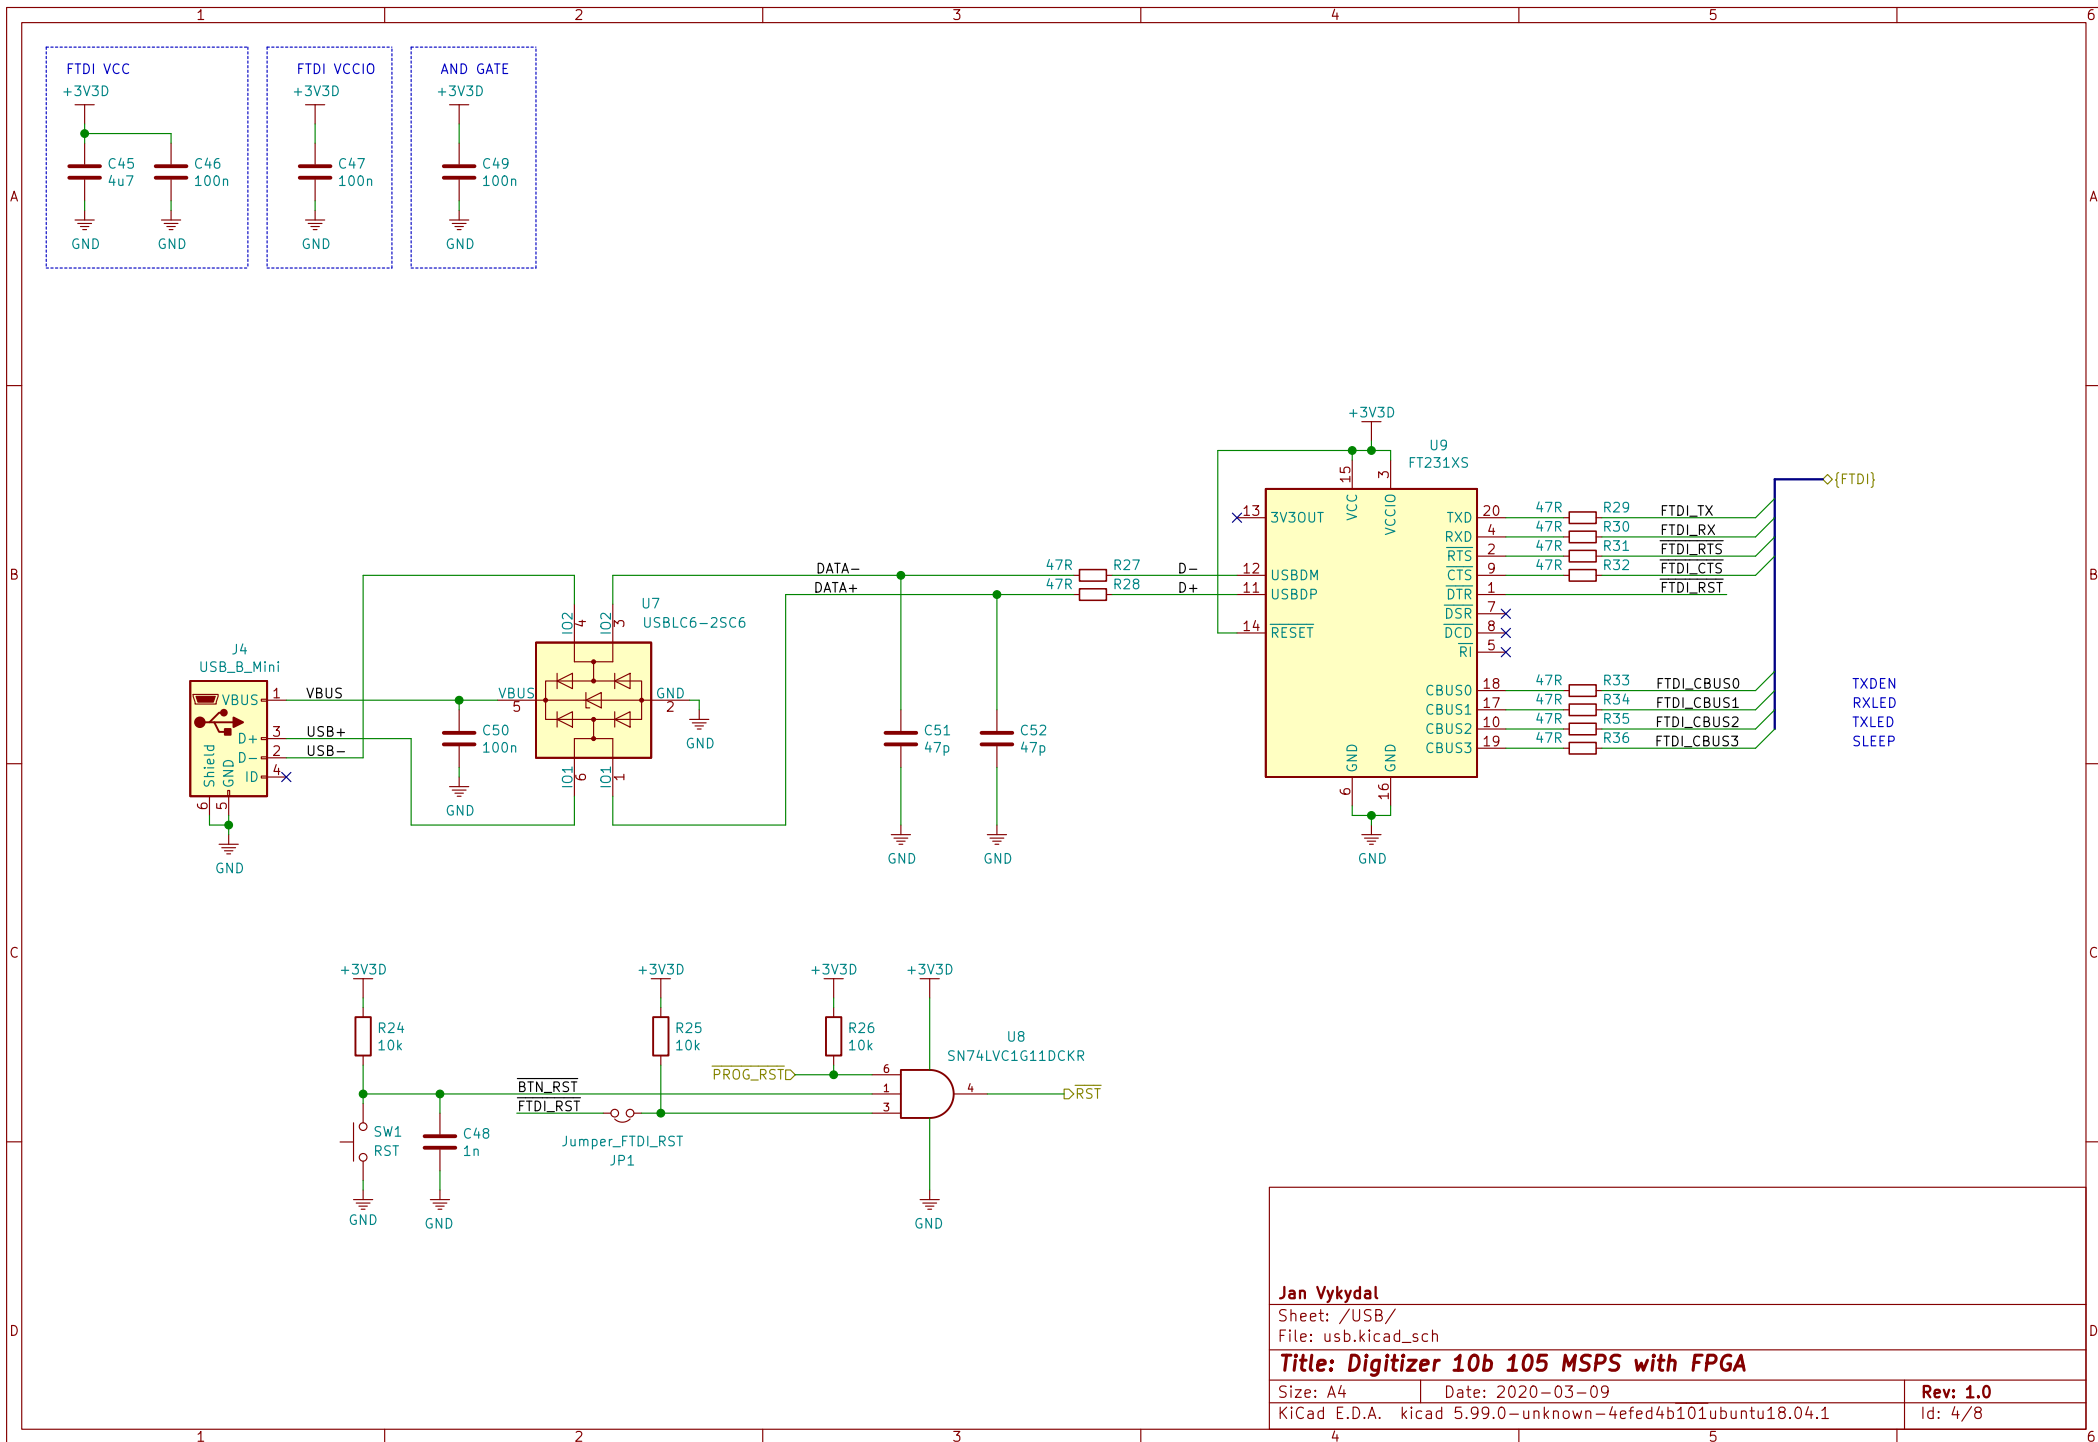 1 2 3 4 5 6
FTDI VCC
+3V3D
C45
4u7
C46
100n
GND
GND
FTDI VCCIO
+3V3D
C47
100n
GND
AND GATE
+3V3D
C49
100n
GND
A
A
B
B
C
C
D
D
J4
USB_B_Mini
VBUS 1
D+ 3
D- 2
ID 4
Shield
GND
6
5
GND
VBUS
USB+
USB-
C50
100n
GND
U7
USBLC6-2SC6
IO2 4
IO2 3
VBUS
5
GND
2
IO1 6
IO1 1
GND
DATA-
DATA+
C51
47p
GND
C52
47p
GND
47R R27
47R R28
D-
D+
+3V3D
U9
FT231XS
15 VCC
3 VCCIO
13 3V3OUT
12 USBDM
11 USBDP
14 RESET
TXD 20
RXD 4
RTS 2
CTS 9
DTR 1
DSR 7
DCD 8
RI 5
CBUS0 18
CBUS1 17
CBUS2 10
CBUS3 19
GND 6
GND 16
GND
47R R29 FTDI_TX
47R R30 FTDI_RX
47R R31 FTDI_RTS
47R R32 FTDI_CTS
FTDI_RST
47R R33 FTDI_CBUS0
47R R34 FTDI_CBUS1
47R R35 FTDI_CBUS2
47R R36 FTDI_CBUS3
{FTDI}
TXDEN
RXLED
TXLED
SLEEP
+3V3D
R24
10k
SW1
RST
GND
C48
1n
GND
BTN_RST
FTDI_RST
Jumper_FTDI_RST
JP1
+3V3D
R25
10k
+3V3D
R26
10k
PROG_RST
+3V3D
U8
SN74LVC1G11DCKR
6
1
3
4
RST
GND
Jan Vykydal
Sheet: /USB/
File: usb.kicad_sch
Title: Digitizer 10b 105 MSPS with FPGA
Size: A4 Date: 2020-03-09 Rev: 1.0
KiCad E.D.A. kicad 5.99.0-unknown-4efed4b101ubuntu18.04.1 Id: 4/8
1 2 3 4 5 6